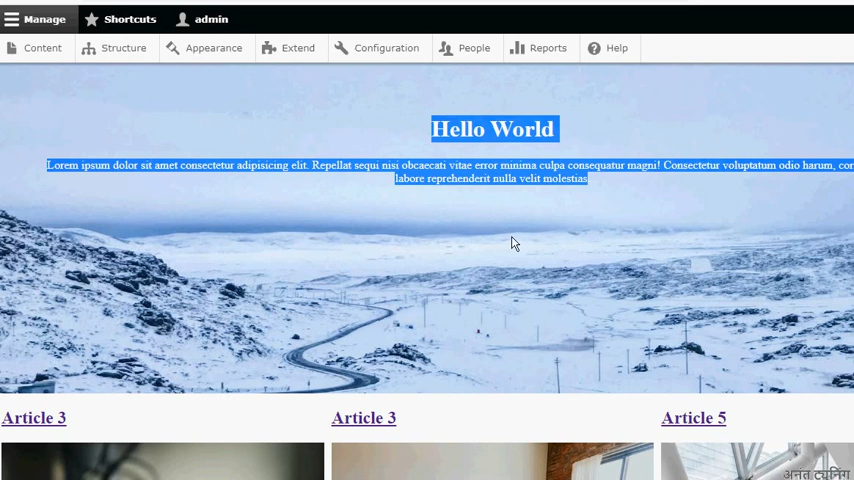 Manage Shortcuts admin
Content Structure Appearance Extend Configuration People Reports Help
Hello World
Lorem ipsum dolor sit amet consectetur adipisicing elit. Repellat sequi nisi obcaecati vitae error minima culpa consequatur magni! Consectetur voluptatum odio harum, cor
labore reprehenderit nulla velit molestias
Article 3 Article 3 Article 5
अनंत ट्युनिंग